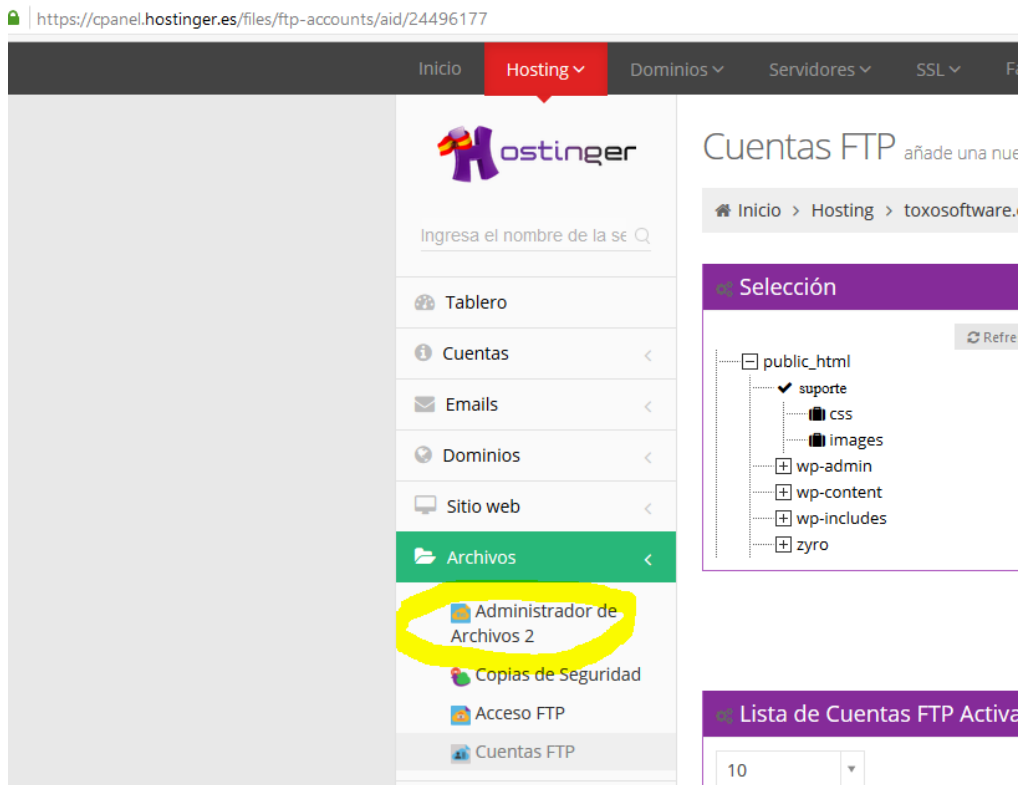 https://cpanel.hostinger.es/files/ftp-accounts/aid/24496177
Inicio Hosting Dominios Servidores SSL
Hostinger
Ingresa el nombre de la se
Tablero
Cuentas
Emails
Dominios
Sitio web
Archivos
Administrador de
Archivos 2
Copias de Seguridad
Acceso FTP
Cuentas FTP
Cuentas FTP añade una nue
Inicio > Hosting > toxosoftware.
Selección
Refre
public_html
suporte
css
images
wp-admin
wp-content
wp-includes
zyro
Lista de Cuentas FTP Activa
10